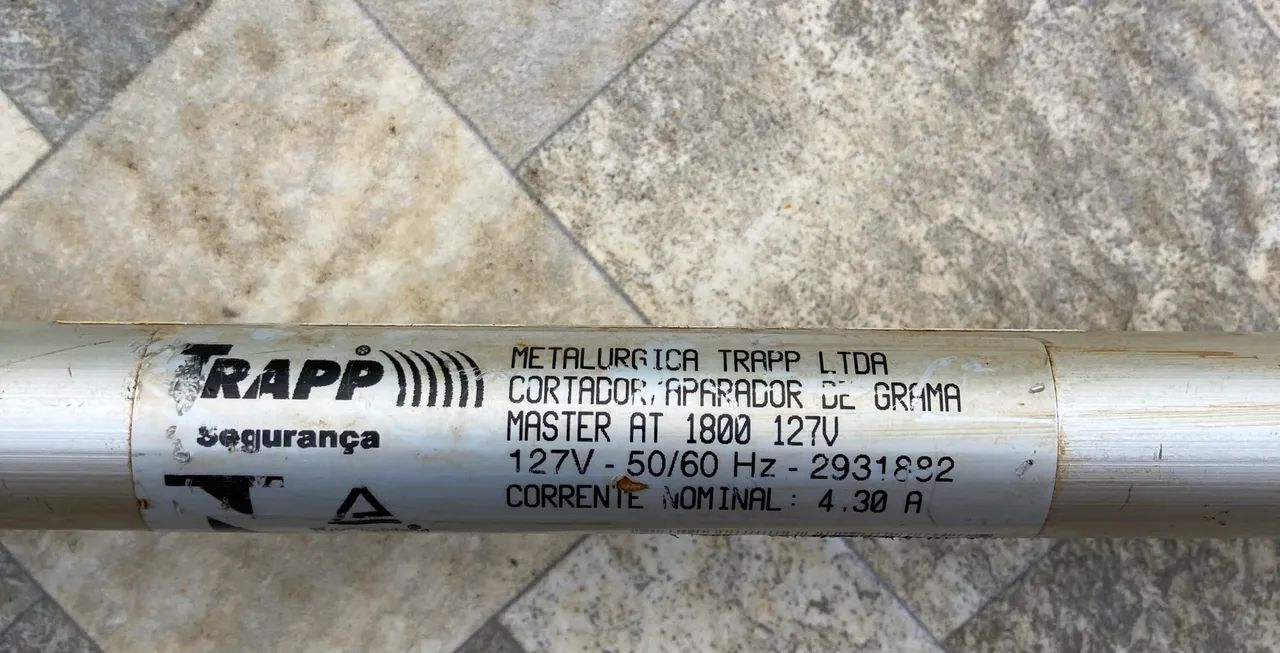 TRAPP®
Segurança
METALURGICA TRAPP LTDA
CORTADOR/APARADOR DE GRAMA
MASTER AT 1800 127V
127V - 50/60 Hz - 2931892
CORRENTE NOMINAL: 4.30 A